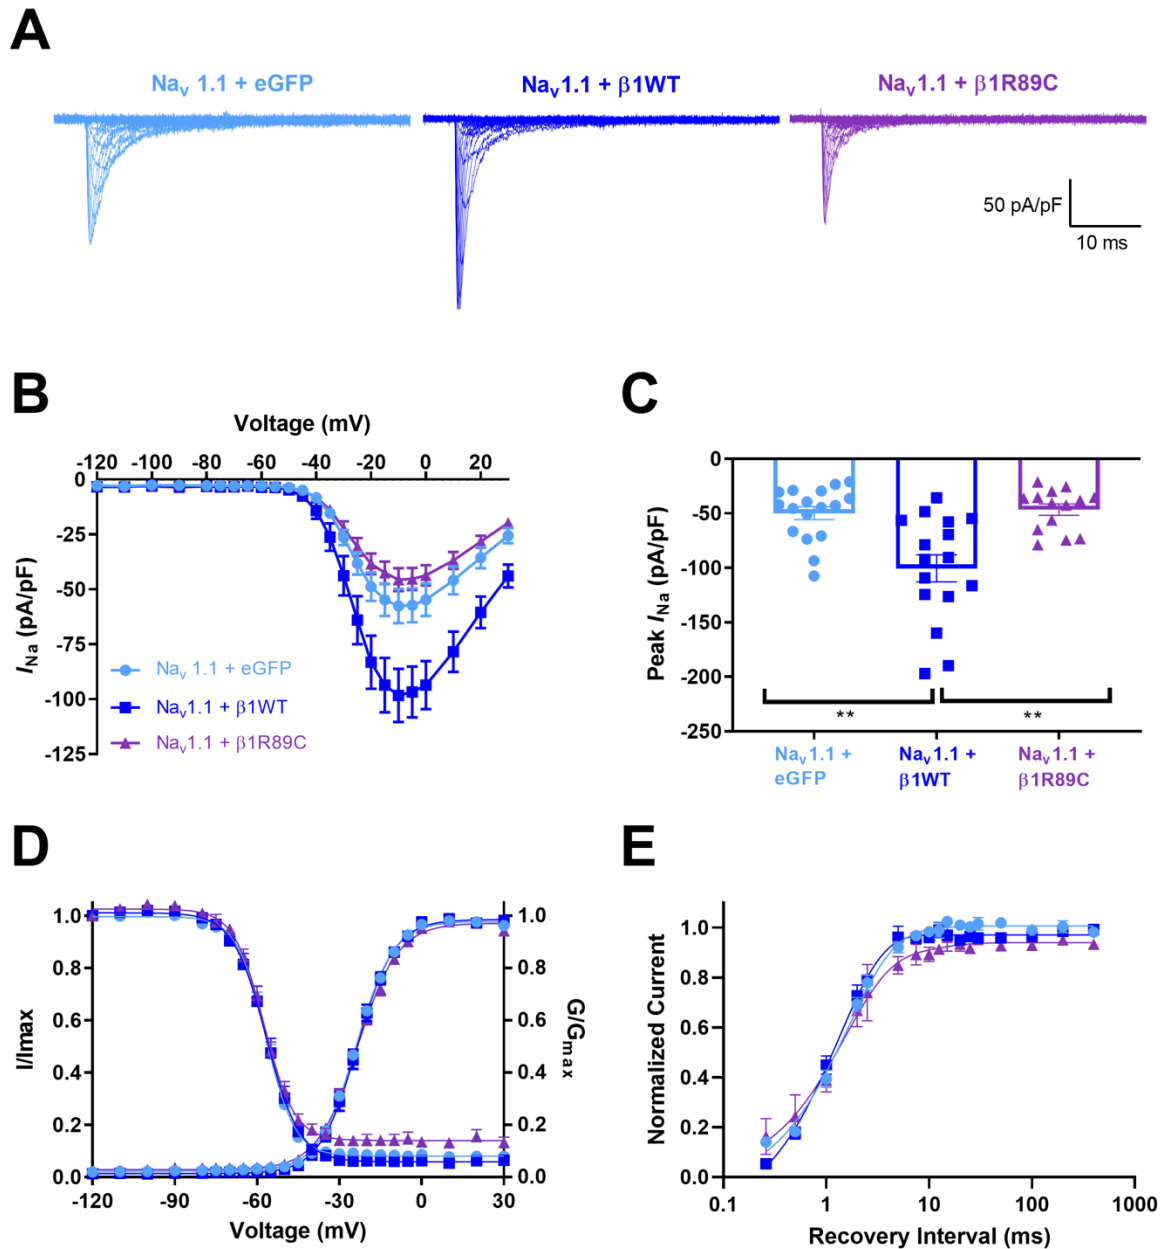 A
Naᵥ 1.1 + eGFP
Naᵥ1.1 + β1WT
Naᵥ1.1 + β1R89C
50 pA/pF
10 ms
B
Voltage (mV)
-120 -100 -80 -60 -40 -20 0 20
0
-25
-50
-75
-100
-125
I_Na (pA/pF)
Naᵥ 1.1 + eGFP
Naᵥ1.1 + β1WT
Naᵥ1.1 + β1R89C
C
0
-50
-100
-150
-200
-250
Peak I_Na (pA/pF)
** **
Naᵥ1.1 +
eGFP
Naᵥ1.1 +
β1WT
Naᵥ1.1 +
β1R89C
D
1.0
0.8
0.6
0.4
0.2
0.0
I/Imax
1.0
0.8
0.6
0.4
0.2
0.0
G/Gmax
-120 -90 -60 -30 0 30
Voltage (mV)
E
1.0
0.8
0.6
0.4
0.2
0.0
Normalized Current
0.1 1 10 100 1000
Recovery Interval (ms)